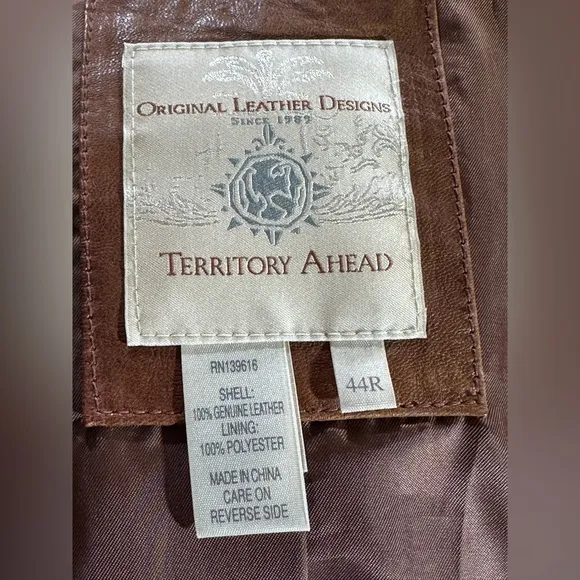 ORIGINAL LEATHER DESIGNS
SINCE 1989
TERRITORY AHEAD
RN139616
SHELL:
100% GENUINE LEATHER
LINING:
100% POLYESTER
MADE IN CHINA
CARE ON
REVERSE SIDE
44R